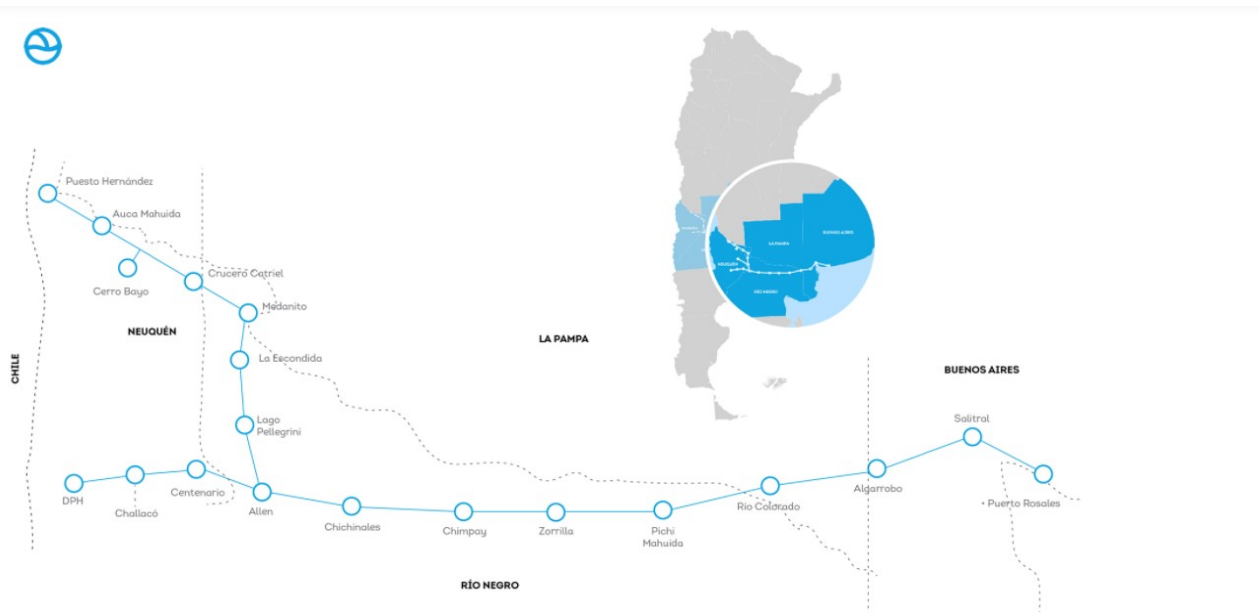 Puesto Hernández
Auca Mahuida
Cerro Bayo
Crucero Catriel
Medanito
NEUQUÉN
LA PAMPA
CHILE
La Escondida
Lago
Pellegrini
DPH
Challacó
Centenario
Allen
Chichinales
Chimpay
Zorrilla
Pichi
Mahuida
Río Colorado
Algarrobo
Salitral
• Puerto Rosales
BUENOS AIRES
RÍO NEGRO
LA PAMPA
BUENOS AIRES
NEUQUÉN
RÍO NEGRO